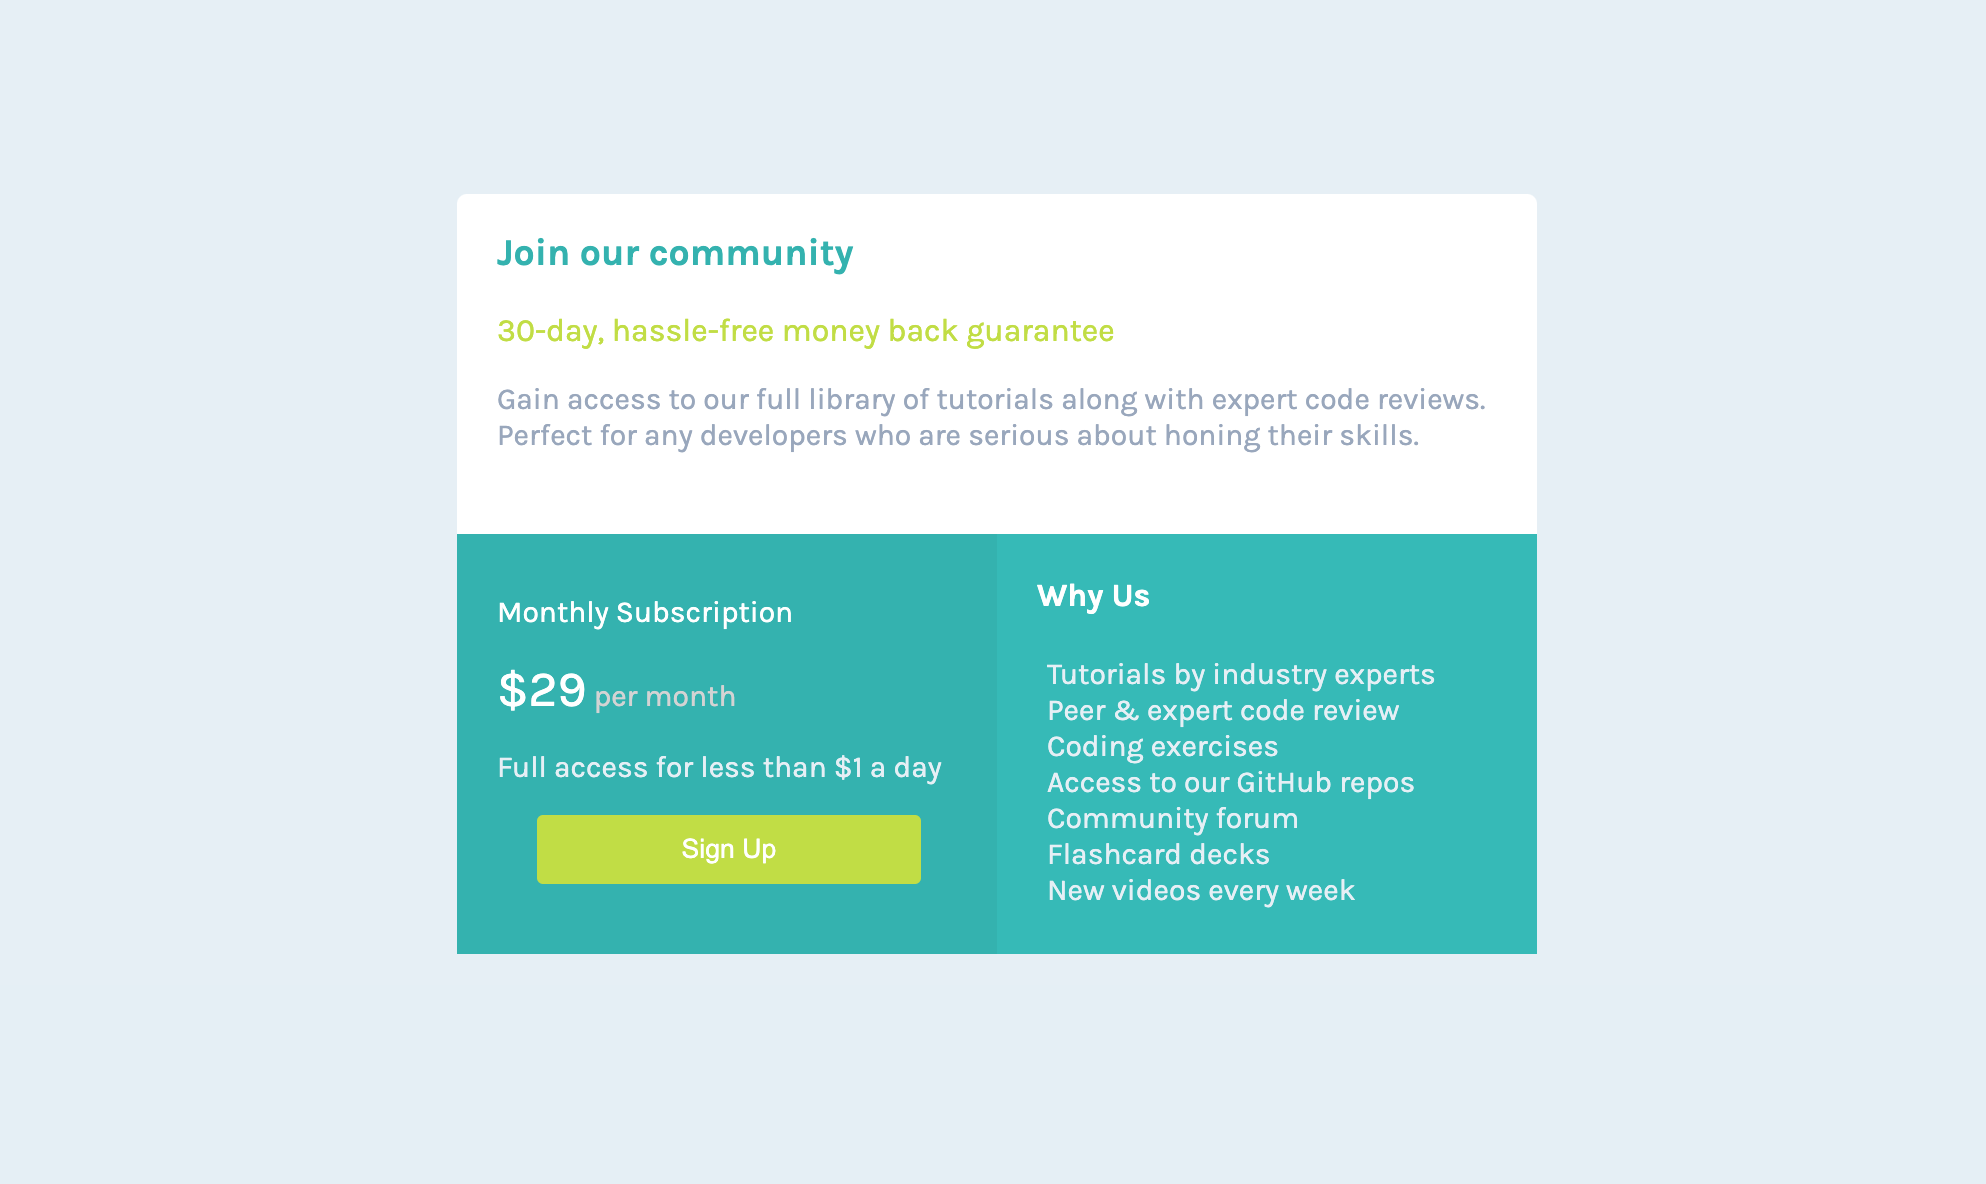 Join our community
30-day, hassle-free money back guarantee
Gain access to our full library of tutorials along with expert code reviews.
Perfect for any developers who are serious about honing their skills.
Monthly Subscription
$29 per month
Full access for less than $1 a day
Sign Up
Why Us
Tutorials by industry experts
Peer & expert code review
Coding exercises
Access to our GitHub repos
Community forum
Flashcard decks
New videos every week